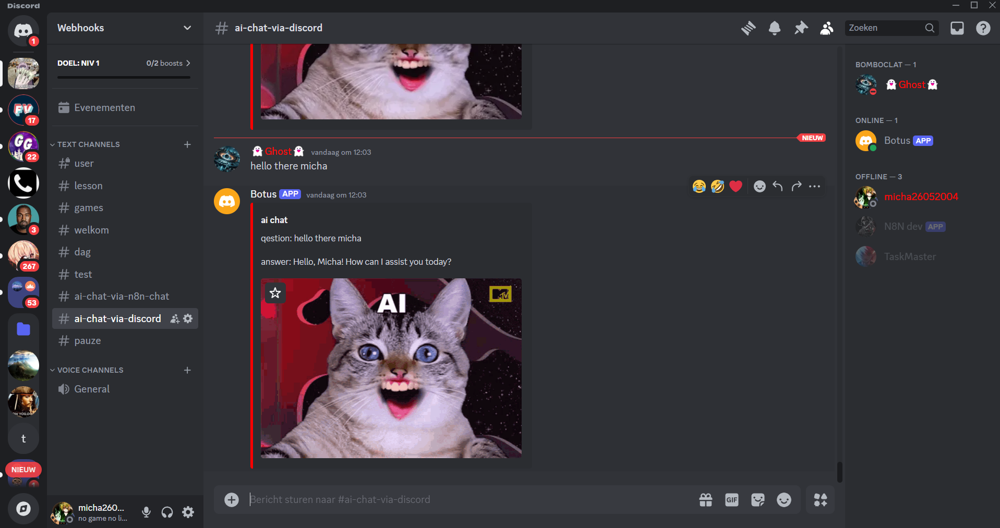 Discord
1
17
GG
22
3
267
53
t
NIEUW
1
Webhooks
DOEL: NIV 1
0/2 boosts
Evenementen
TEXT CHANNELS
user
lesson
games
welkom
dag
test
ai-chat-via-n8n-chat
ai-chat-via-discord
pauze
VOICE CHANNELS
General
micha260...
no game no li...
ai-chat-via-discord
Zoeken
NIEUW
Ghost vandaag om 12:03
hello there micha
Botus APP vandaag om 12:03
ai chat
qestion: hello there micha
answer: Hello, Micha! How can I assist you today?
AI
MTV
Bericht sturen naar #ai-chat-via-discord
GIF
BOMBOCLAT — 1
Ghost
ONLINE — 1
Botus APP
OFFLINE — 3
micha26052004
N8N dev APP
TaskMaster